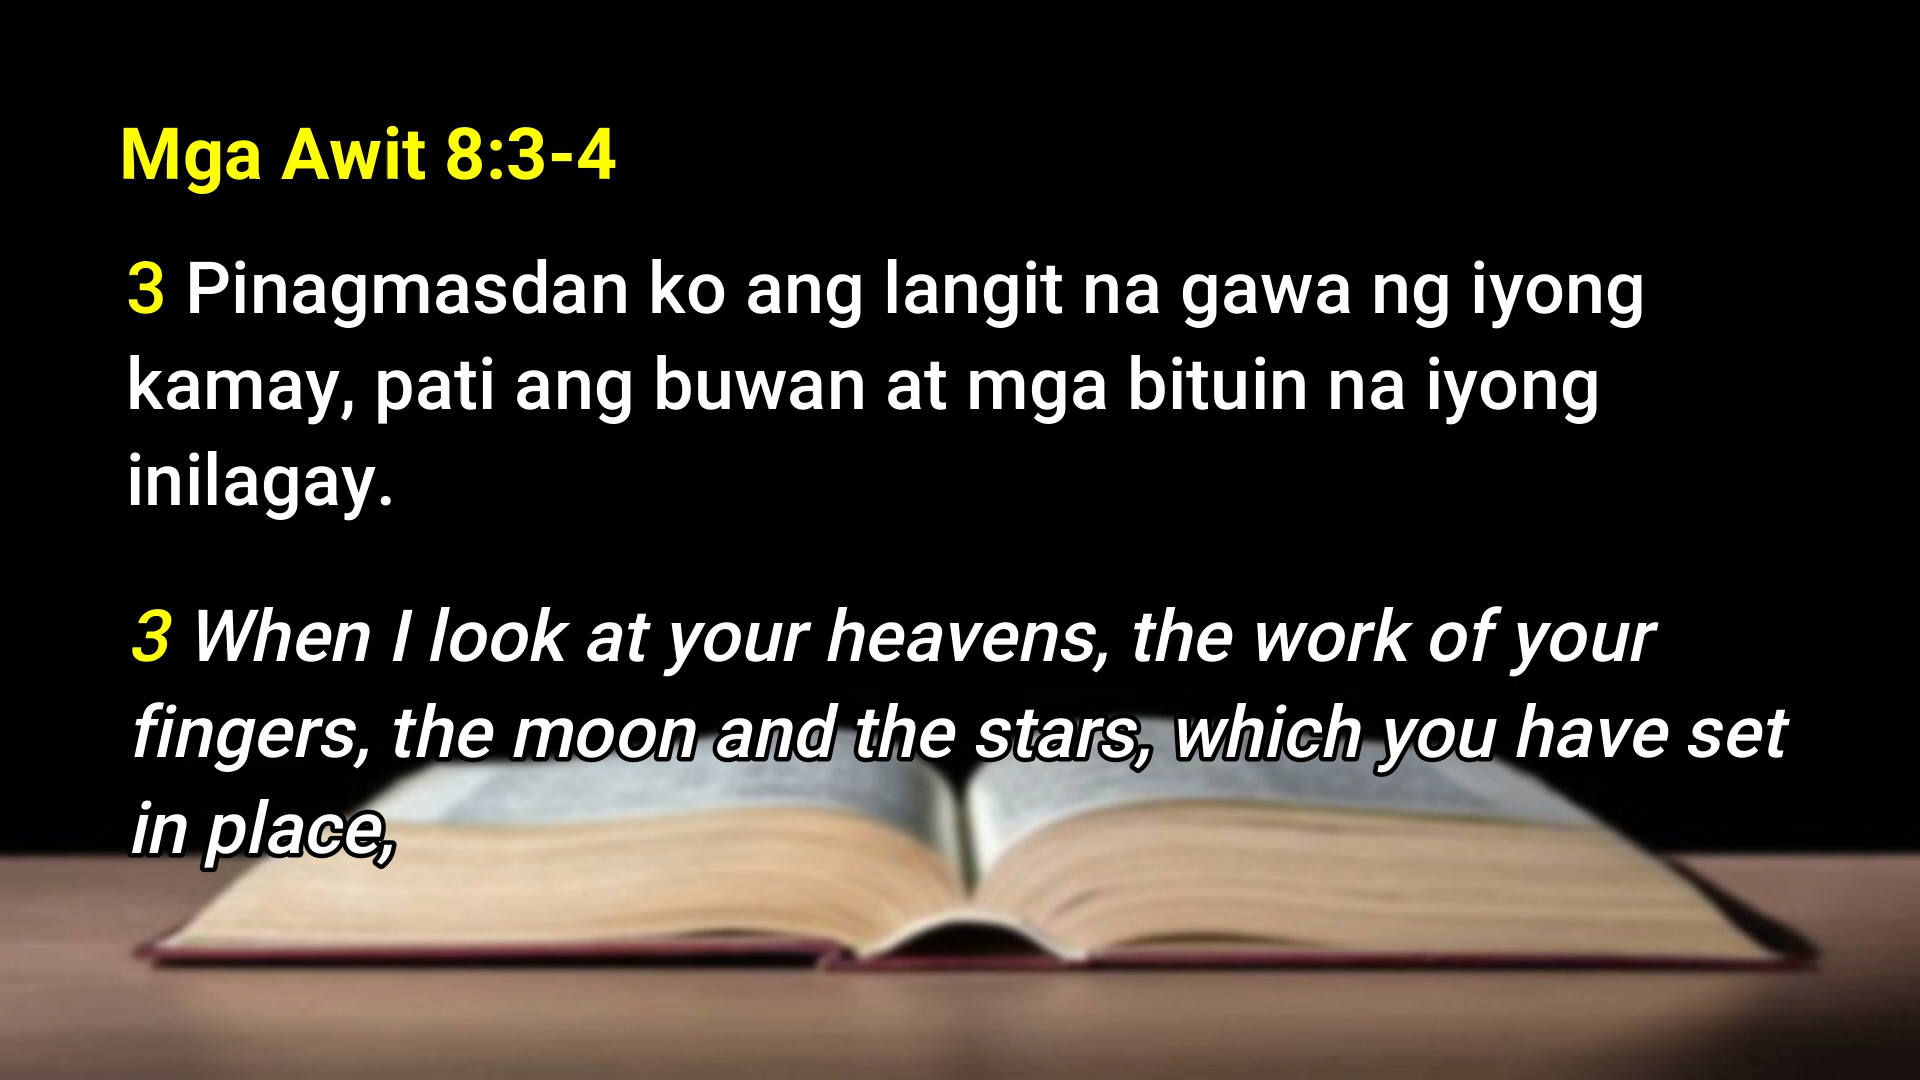 Mga Awit 8:3-4
3 Pinagmasdan ko ang langit na gawa ng iyong
kamay, pati ang buwan at mga bituin na iyong
inilagay.
3 When I look at your heavens, the work of your
fingers, the moon and the stars, which you have set
in place,